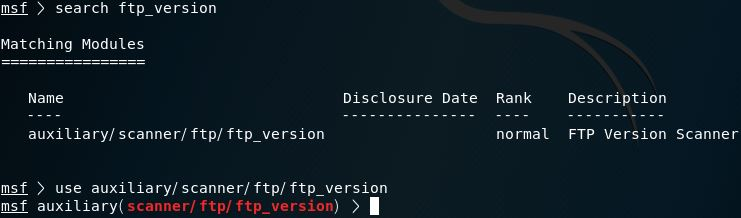 msf > search ftp_version
Matching Modules
================
Name Disclosure Date Rank Description
---- --------------- ---- -----------
auxiliary/scanner/ftp/ftp_version normal FTP Version Scanner
msf > use auxiliary/scanner/ftp/ftp_version
msf auxiliary(scanner/ftp/ftp_version) >